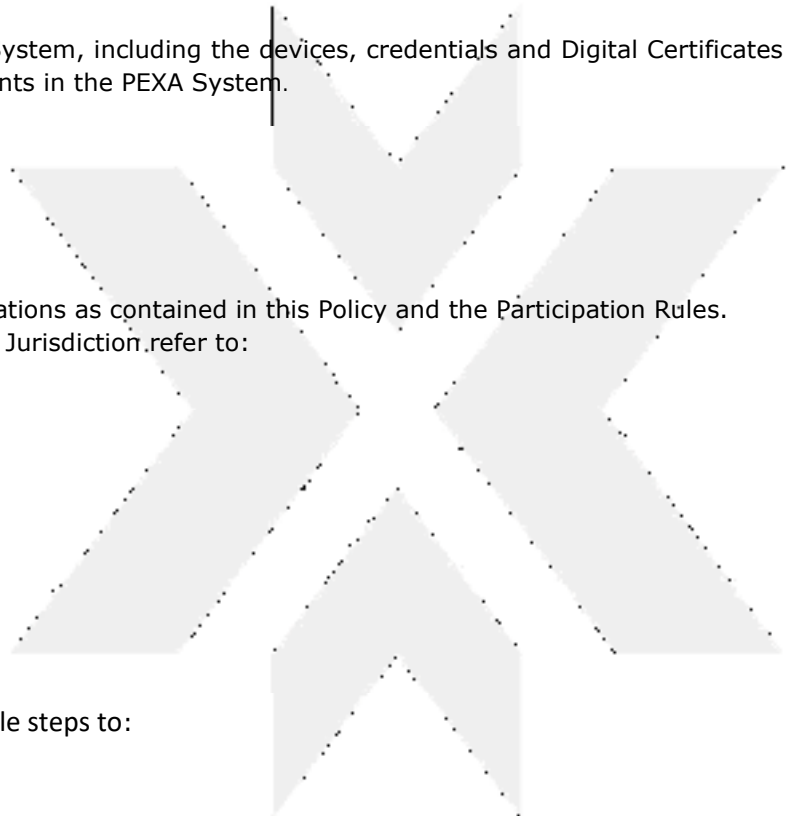 ystem, including the devices, credentials and Digital Certificates
nts in the PEXA System.
ations as contained in this Policy and the Participation Rules.
Jurisdiction refer to:
le steps to: